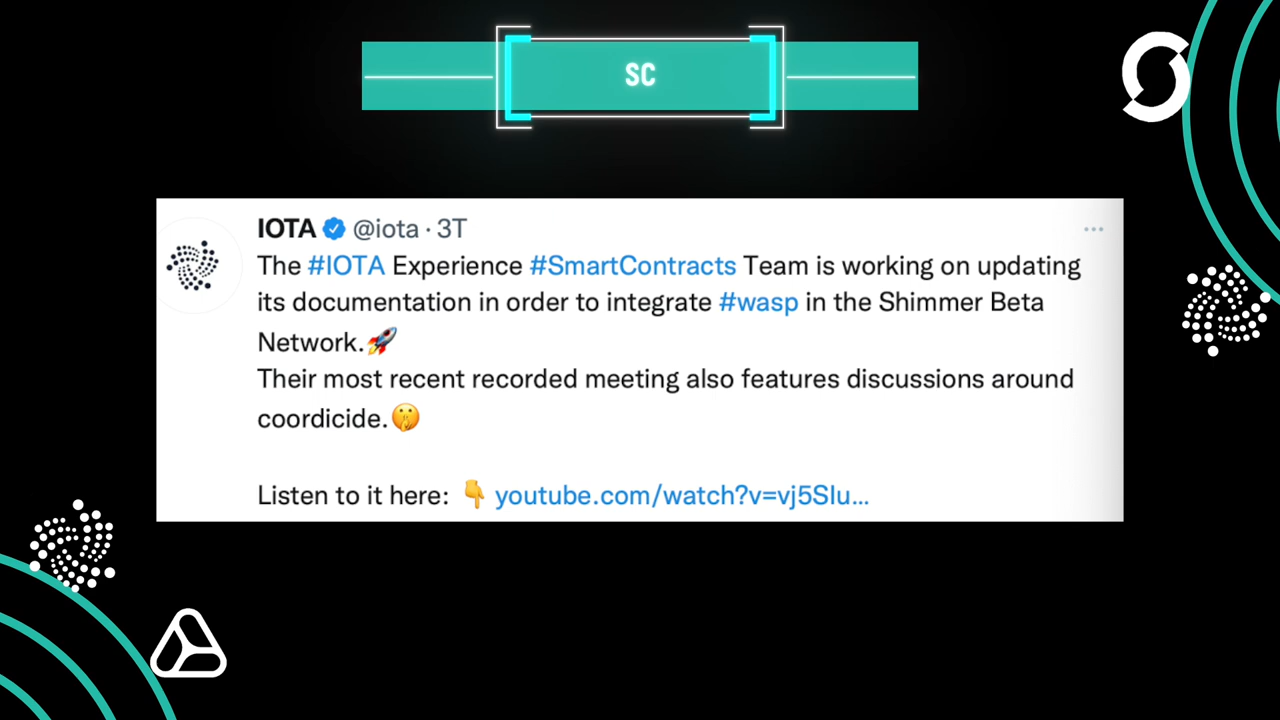 SC
IOTA @iota · 3T
The #IOTA Experience #SmartContracts Team is working on updating
its documentation in order to integrate #wasp in the Shimmer Beta
Network.🚀
Their most recent recorded meeting also features discussions around
coordicide.🤫
Listen to it here: 👇 youtube.com/watch?v=vj5Slu...